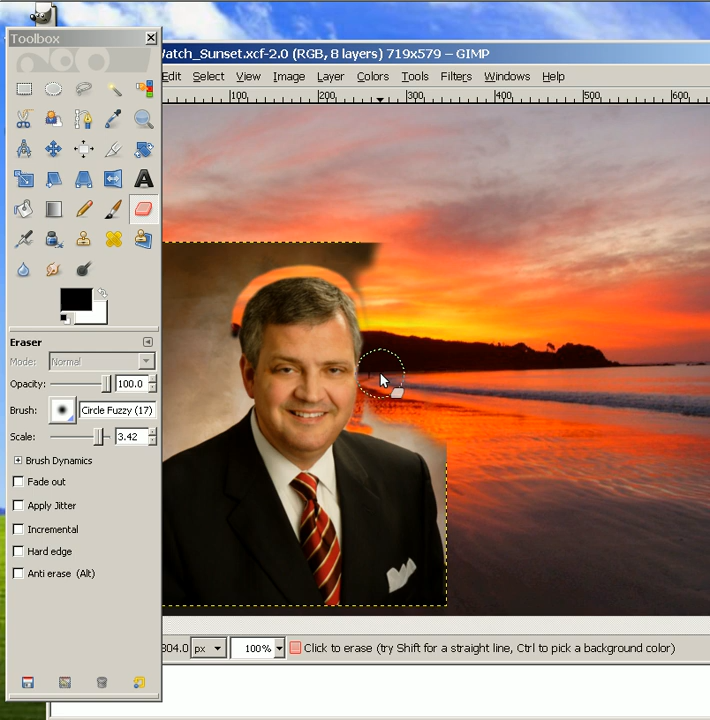 Toolbox
Watch_Sunset.xcf-2.0 (RGB, 8 layers) 719x579 – GIMP
Edit Select View Image Layer Colors Tools Filters Windows Help
100 200 300 400 500 600
Eraser
Mode: Normal
Opacity: 100.0
Brush: Circle Fuzzy (17)
Scale: 3.42
Brush Dynamics
Fade out
Apply Jitter
Incremental
Hard edge
Anti erase (Alt)
304.0 px 100% Click to erase (try Shift for a straight line, Ctrl to pick a background color)